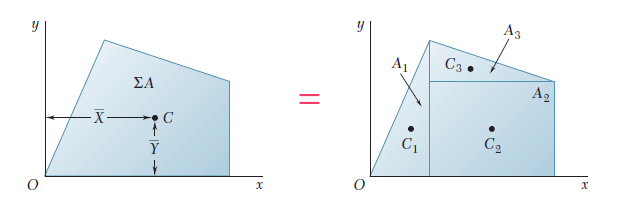 y
ΣA
X̅
C
Y̅
O
x
=
y
A₁
C₃
A₃
A₂
C₁
C₂
O
x